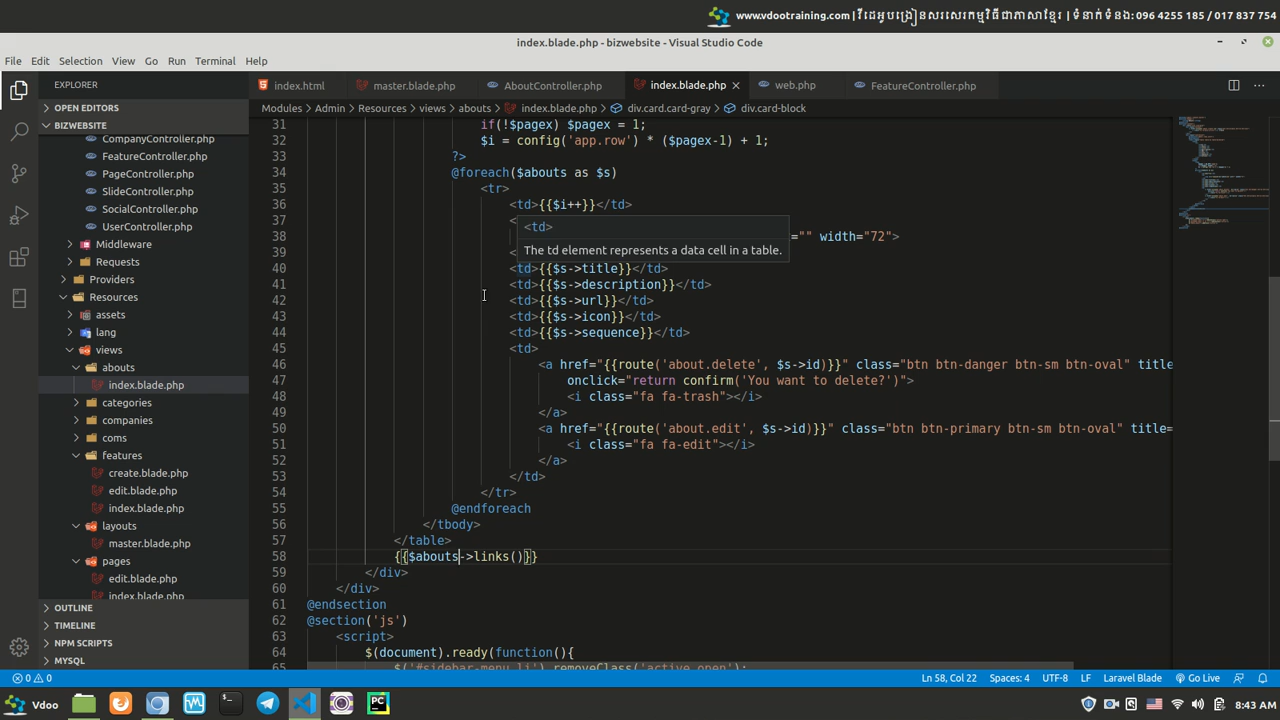 www.vdootraining.com | វីដេអូបង្រៀនសរសេរកម្មវិធីជាភាសាខ្មែរ | ទំនាក់ទំនង: 096 4255 185 / 017 837 754
index.blade.php - bizwebsite - Visual Studio Code
File Edit Selection View Go Run Terminal Help
EXPLORER
index.html master.blade.php AboutController.php index.blade.php web.php FeatureController.php
OPEN EDITORS
Modules > Admin > Resources > views > abouts > index.blade.php > div.card.card-gray > div.card-block
BIZWEBSITE
CompanyController.php
FeatureController.php
PageController.php
SlideController.php
SocialController.php
UserController.php
Middleware
Requests
Providers
Resources
assets
lang
views
abouts
index.blade.php
categories
companies
coms
features
create.blade.php
edit.blade.php
index.blade.php
layouts
master.blade.php
pages
edit.blade.php
index.blade.php
OUTLINE
TIMELINE
NPM SCRIPTS
MYSQL
31 if(!$pagex) $pagex = 1;
32 $i = config('app.row') * ($pagex-1) + 1;
33 ?>
34 @foreach($abouts as $s)
35 <tr>
36 <td>{{$i++}}</td>
37 <
<td>
38 ="" width="72">
The td element represents a data cell in a table.
39 <
40 <td>{{$s->title}}</td>
41 <td>{{$s->description}}</td>
42 <td>{{$s->url}}</td>
43 <td>{{$s->icon}}</td>
44 <td>{{$s->sequence}}</td>
45 <td>
46 <a href="{{route('about.delete', $s->id)}}" class="btn btn-danger btn-sm btn-oval" title
47 onclick="return confirm('You want to delete?')">
48 <i class="fa fa-trash"></i>
49 </a>
50 <a href="{{route('about.edit', $s->id)}}" class="btn btn-primary btn-sm btn-oval" title=
51 <i class="fa fa-edit"></i>
52 </a>
53 </td>
54 </tr>
55 @endforeach
56 </tbody>
57 </table>
58 {{$abouts->links()}}
59 </div>
60 </div>
61 @endsection
62 @section('js')
63 <script>
64 $(document).ready(function(){
65 $('#sidebar-menu li').removeClass('active open');
0 0 Ln 58, Col 22 Spaces: 4 UTF-8 LF Laravel Blade Go Live
Vdoo 8:43 AM